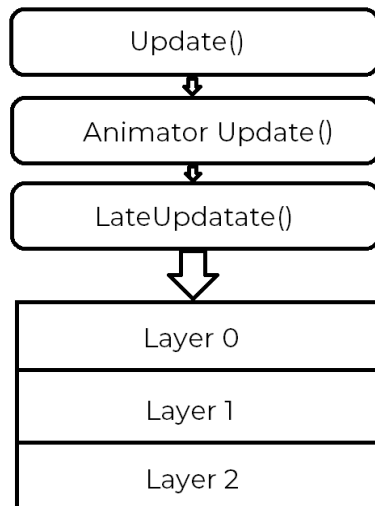 Update()
Animator Update()
LateUpdatate()
Layer 0
Layer 1
Layer 2